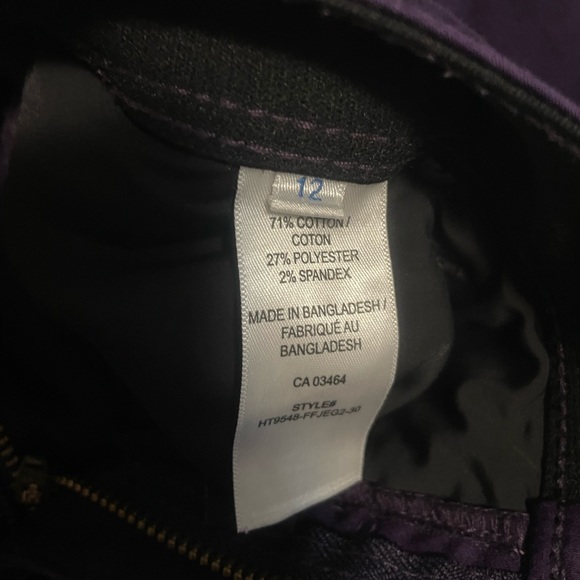 12
71% COTTON /
COTON
27% POLYESTER
2% SPANDEX
MADE IN BANGLADESH /
FABRIQUÉ AU
BANGLADESH
CA 03464
STYLE#
HT9548-FFJEG2-30